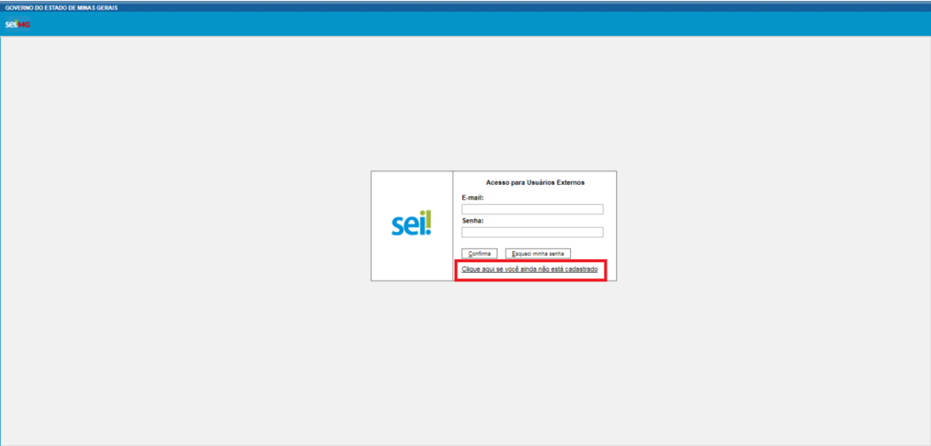 GOVERNO DO ESTADO DE MINAS GERAIS
sei!MG
Acesso para Usuários Externos
E-mail:
sei!
Senha:
Confirma Esqueci minha senha
Clique aqui se você ainda não está cadastrado